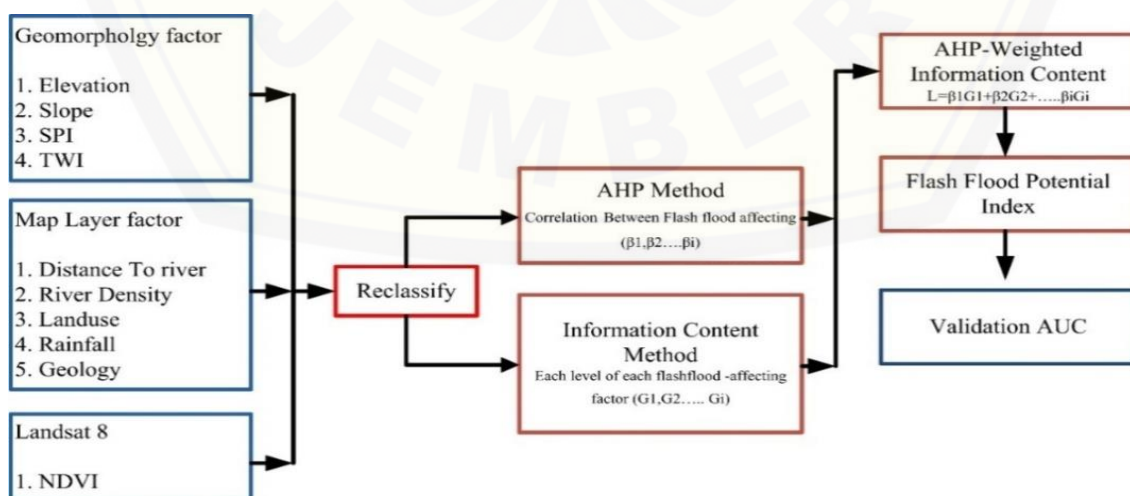 JEMBER
Geomorpholgy factor
1. Elevation
2. Slope
3. SPI
4. TWI
Map Layer factor
1. Distance To river
2. River Density
3. Landuse
4. Rainfall
5. Geology
Landsat 8
1. NDVI
Reclassify
AHP Method
Correlation Between Flash flood affecting
(β1,β2….βi)
Information Content
Method
Each level of each flashflood -affecting
factor (G1,G2….. Gi)
AHP-Weighted
Information Content
L=β1G1+β2G2+…..βiGi
Flash Flood Potential
Index
Validation AUC